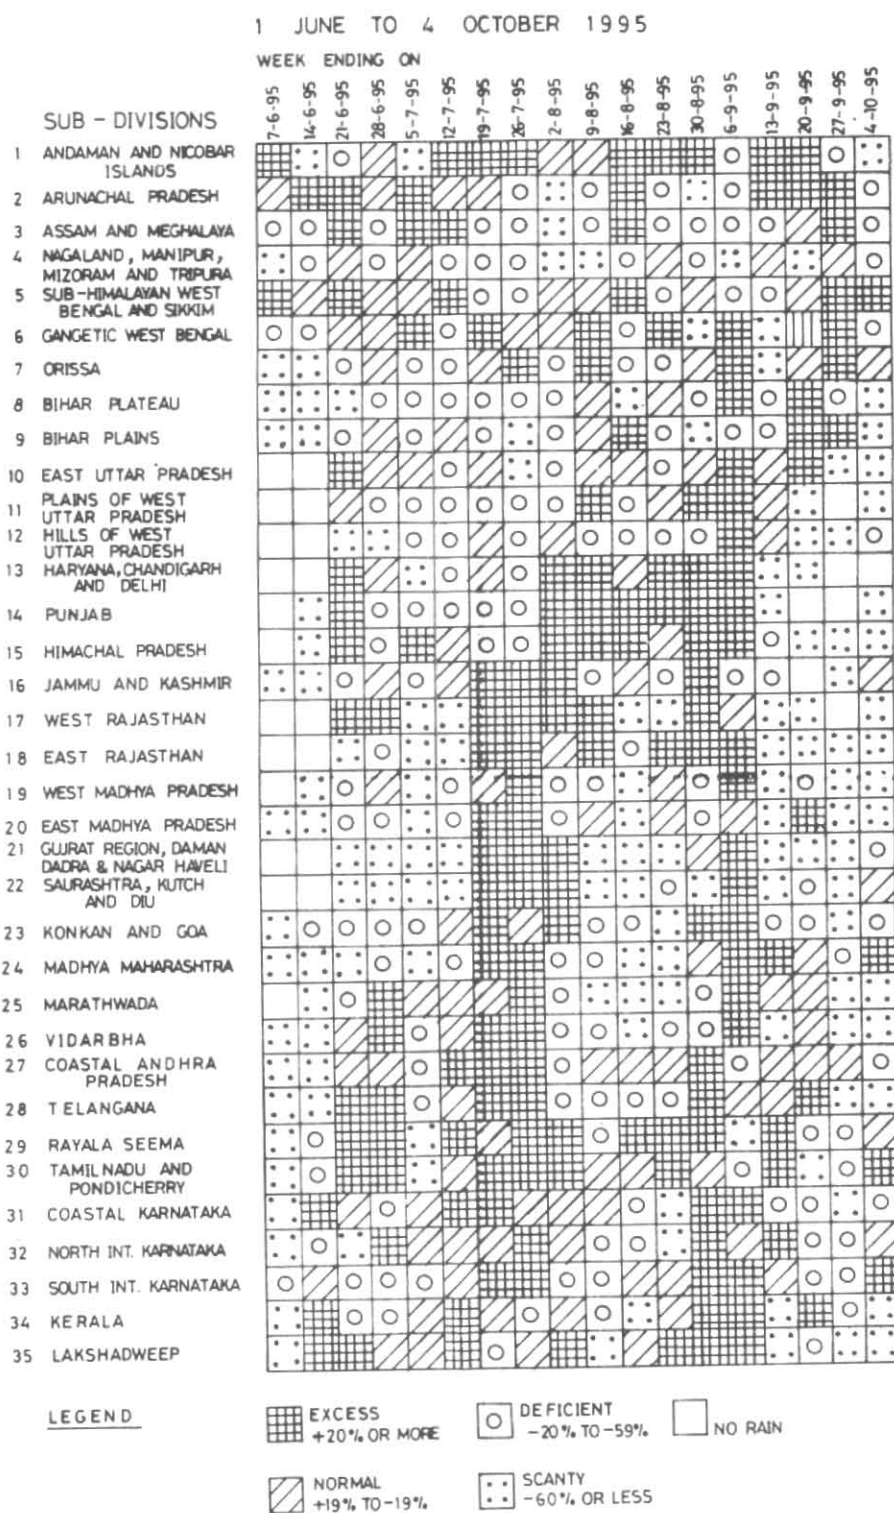 1 JUNE TO 4 OCTOBER 1995
WEEK ENDING ON
7-6-95
14-6-95
21-6-95
28-6-95
5-7-95
12-7-95
19-7-95
26-7-95
2-8-95
9-8-95
16-8-95
23-8-95
30-8-95
6-9-95
13-9-95
20-9-95
27-9-95
4-10-95
SUB - DIVISIONS
1 ANDAMAN AND NICOBAR
ISLANDS
2 ARUNACHAL PRADESH
3 ASSAM AND MEGHALAYA
4 NAGALAND, MANIPUR,
MIZORAM AND TRIPURA
5 SUB-HIMALAYAN WEST
BENGAL AND SIKKIM
6 GANGETIC WEST BENGAL
7 ORISSA
8 BIHAR PLATEAU
9 BIHAR PLAINS
10 EAST UTTAR PRADESH
11 PLAINS OF WEST
UTTAR PRADESH
12 HILLS OF WEST
UTTAR PRADESH
13 HARYANA, CHANDIGARH
AND DELHI
14 PUNJAB
15 HIMACHAL PRADESH
16 JAMMU AND KASHMIR
17 WEST RAJASTHAN
18 EAST RAJASTHAN
19 WEST MADHYA PRADESH
20 EAST MADHYA PRADESH
21 GUJRAT REGION, DAMAN
DADRA & NAGAR HAVELI
22 SAURASHTRA, KUTCH
AND DIU
23 KONKAN AND GOA
24 MADHYA MAHARASHTRA
25 MARATHWADA
26 VIDARBHA
27 COASTAL ANDHRA
PRADESH
28 TELANGANA
29 RAYALA SEEMA
30 TAMILNADU AND
PONDICHERRY
31 COASTAL KARNATAKA
32 NORTH INT. KARNATAKA
33 SOUTH INT. KARNATAKA
34 KERALA
35 LAKSHADWEEP
LEGEND
EXCESS
+20% OR MORE
DEFICIENT
-20% TO -59%
NO RAIN
NORMAL
+19% TO -19%
SCANTY
-60% OR LESS